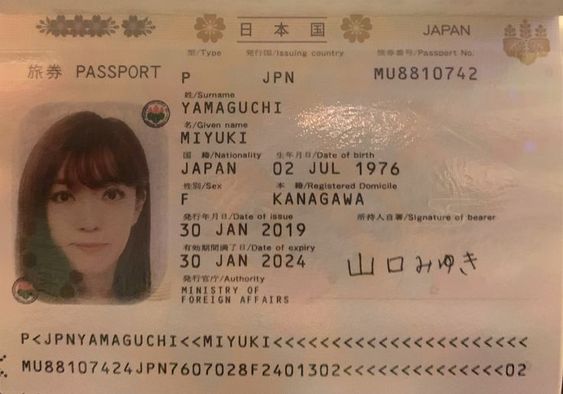 日本国 JAPAN
型/Type 発行国/Issuing country 旅券番号/Passport No.
旅券 PASSPORT P JPN MU8810742
姓/Surname
YAMAGUCHI
名/Given name
MIYUKI
国 籍/Nationality 生年月日/Date of birth
JAPAN 02 JUL 1976
性別/Sex 本 籍/Registered Domicile
F KANAGAWA
発行年月日/Date of issue 所持人自署/Signature of bearer
30 JAN 2019
有効期間満了日/Date of expiry
30 JAN 2024 山口みゆき
発行官庁/Authority
MINISTRY OF
FOREIGN AFFAIRS
P<JPNYAMAGUCHI<<MIYUKI<<<<<<<<<<<<<<<<<<<<<<
MU88107424JPN7607028F2401302<<<<<<<<<<<<<<02